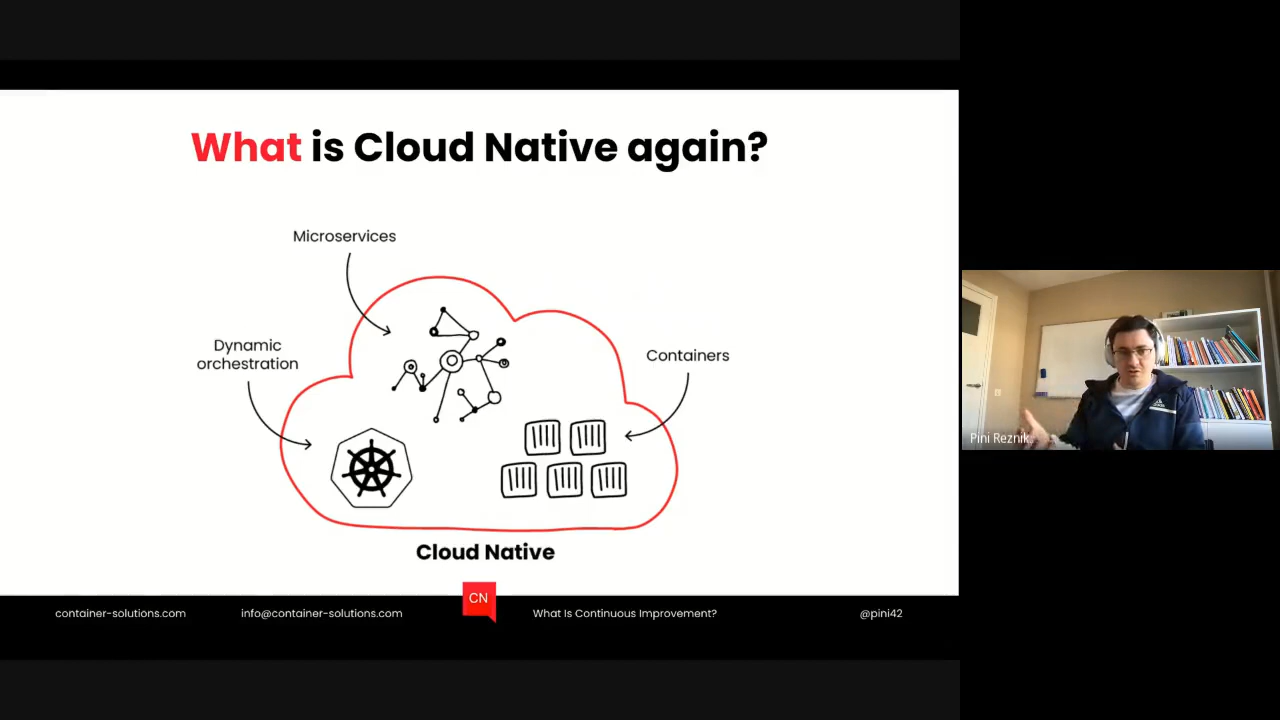 What is Cloud Native again?
Microservices
Dynamic
orchestration
Containers
Cloud Native
container-solutions.com
info@container-solutions.com
CN
What Is Continuous Improvement?
@pini42
Pini Reznik